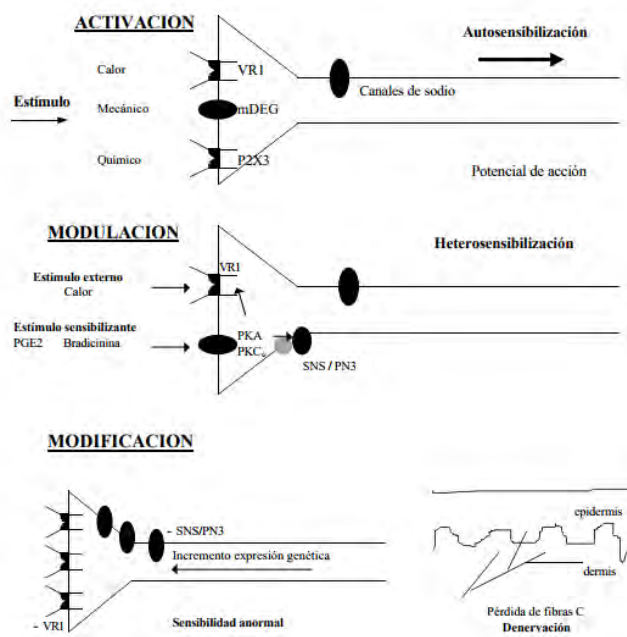 ACTIVACION
Autosensibilización
Calor
VR1
Canales de sodio
Estímulo
Mecánico
mDEG
Químico
P2X3
Potencial de acción
MODULACION
Heterosensibilización
VR1
Estímulo externo
Calor
Estímulo sensibilizante
PGE2 Bradicinina
PKA
PKC
SNS / PN3
MODIFICACION
- SNS/PN3
Incremento expresión genética
- VR1
Sensibilidad anormal
epidermis
dermis
Pérdida de fibras C
Denervación